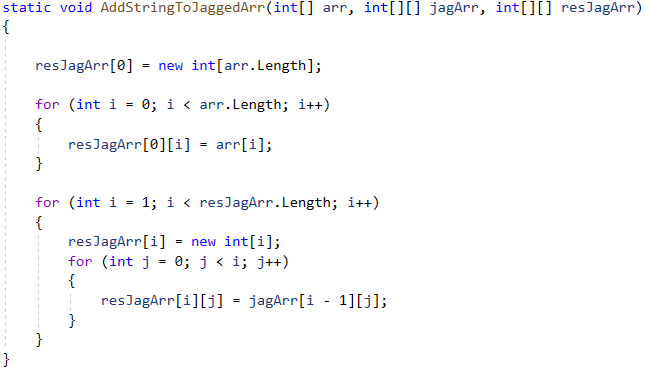 static void AddStringToJaggedArr(int[] arr, int[][] jagArr, int[][] resJagArr)
{
resJagArr[0] = new int[arr.Length];
for (int i = 0; i < arr.Length; i++)
{
resJagArr[0][i] = arr[i];
}
for (int i = 1; i < resJagArr.Length; i++)
{
resJagArr[i] = new int[i];
for (int j = 0; j < i; j++)
{
resJagArr[i][j] = jagArr[i - 1][j];
}
}
}